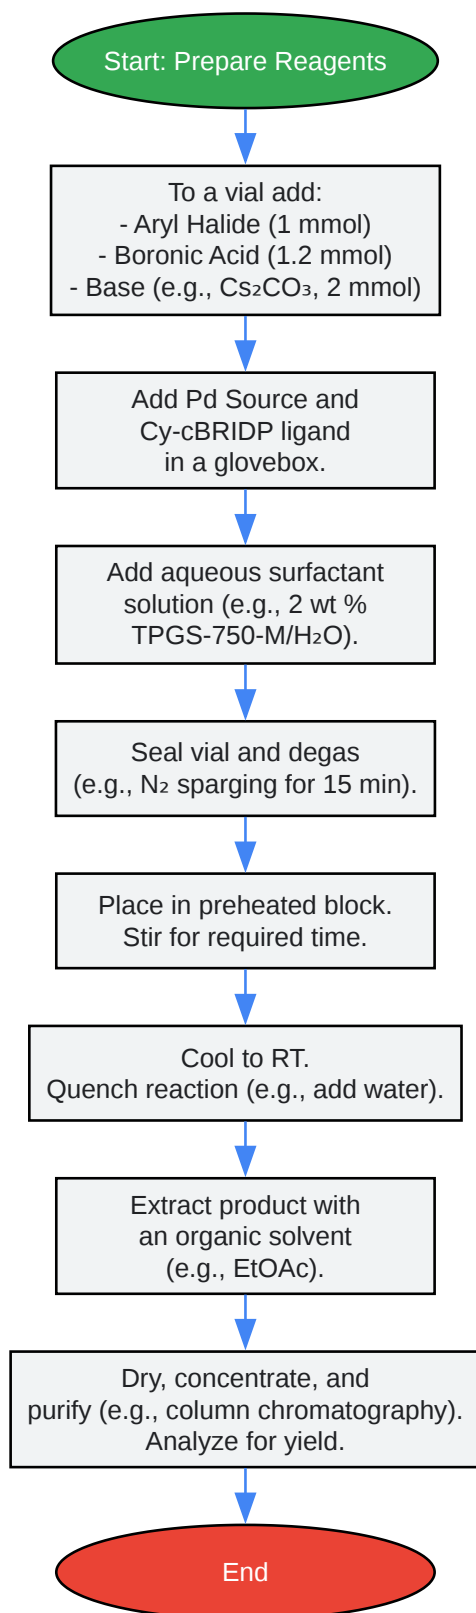 Start: Prepare Reagents
To a vial add:
- Aryl Halide (1 mmol)
- Boronic Acid (1.2 mmol)
- Base (e.g., Cs₂CO₃, 2 mmol)
Add Pd Source and
Cy-cBRIDP ligand
in a glovebox.
Add aqueous surfactant
solution (e.g., 2 wt %
TPGS-750-M/H₂O).
Seal vial and degas
(e.g., N₂ sparging for 15 min).
Place in preheated block.
Stir for required time.
Cool to RT.
Quench reaction (e.g., add water).
Extract product with
an organic solvent
(e.g., EtOAc).
Dry, concentrate, and
purify (e.g., column chromatography).
Analyze for yield.
End